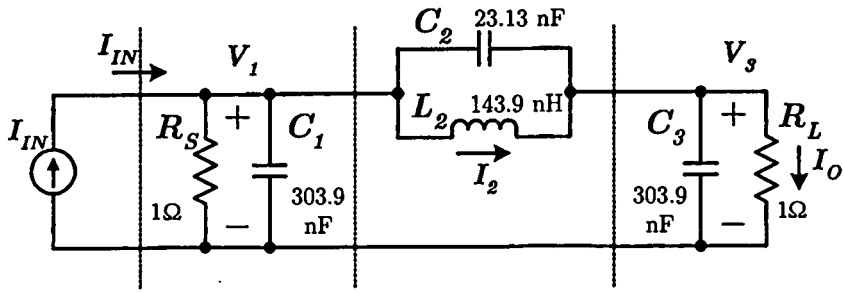 C2 23.13 nF
IIN V1 V3
L2 143.9 nH
IIN RS + C1 C3 + RL
I2 IO
1Ω − 303.9 nF 303.9 nF − 1Ω